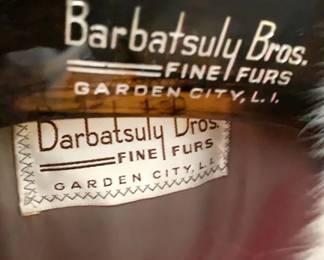 Barbatsuly Bros.
FINE FURS
GARDEN CITY, L.I.
Barbatsuly Bros.
FINE FURS
GARDEN CITY, L.I.